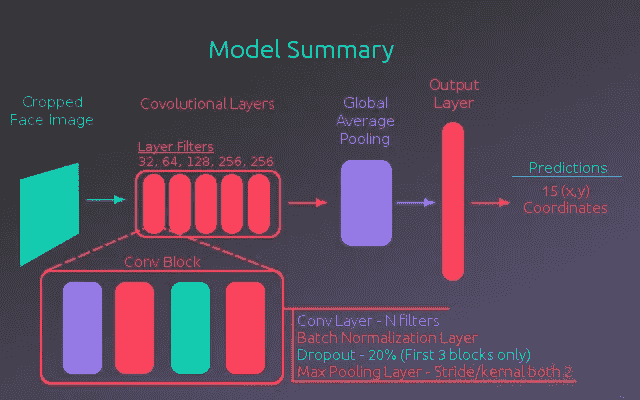 Model Summary
Cropped
Face image
Covolutional Layers
Layer Filters
32, 64, 128, 256, 256
Global
Average
Pooling
Output
Layer
Predictions
15 (x,y)
Coordinates
Conv Block
Conv Layer - N filters
Batch Normalization Layer
Dropout - 20% (First 3 blocks only)
Max Pooling Layer - Stride/kernal both 2